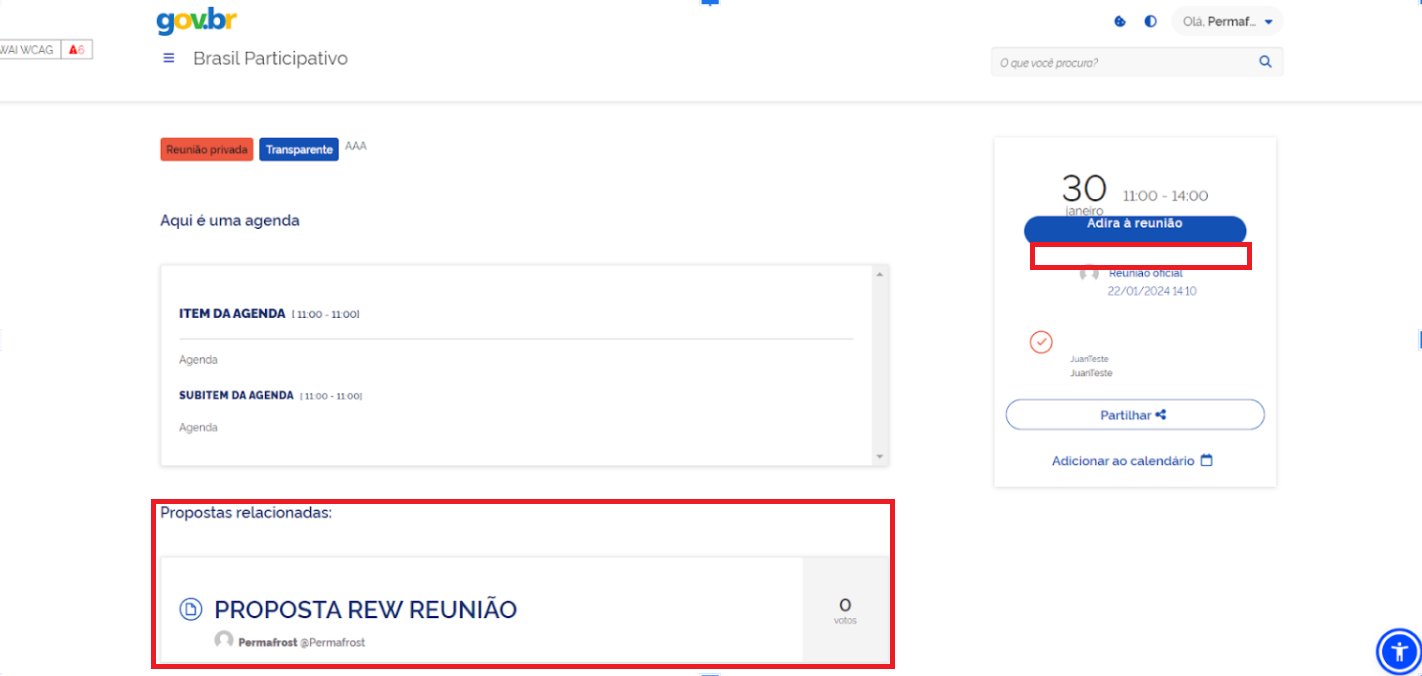 gov.br
Olá, Permaf...
WAI WCAG 6
Brasil Participativo
O que você procura?
Reunião privada Transparente AAA
30 11:00 - 14:00
janeiro
Adira à reunião
Aqui é uma agenda
Reunião oficial
22/01/2024 14:10
ITEM DA AGENDA [ 11:00 - 11:00]
Agenda
SUBITEM DA AGENDA [ 11:00 - 11:00]
Agenda
JuanTeste
JuanTeste
Partilhar
Adicionar ao calendário
Propostas relacionadas:
PROPOSTA REW REUNIÃO
Permafrost @Permafrost
0
votos